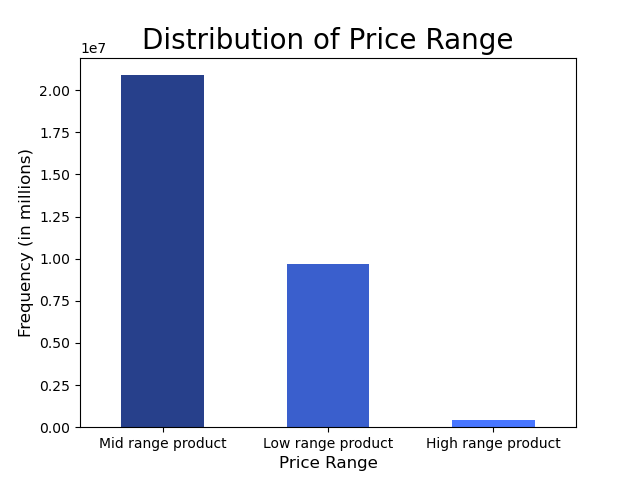 Distribution of Price Range
1e7
2.00
1.75
1.50
1.25
1.00
0.75
0.50
0.25
0.00
Frequency (in millions)
Mid range product
Low range product
High range product
Price Range